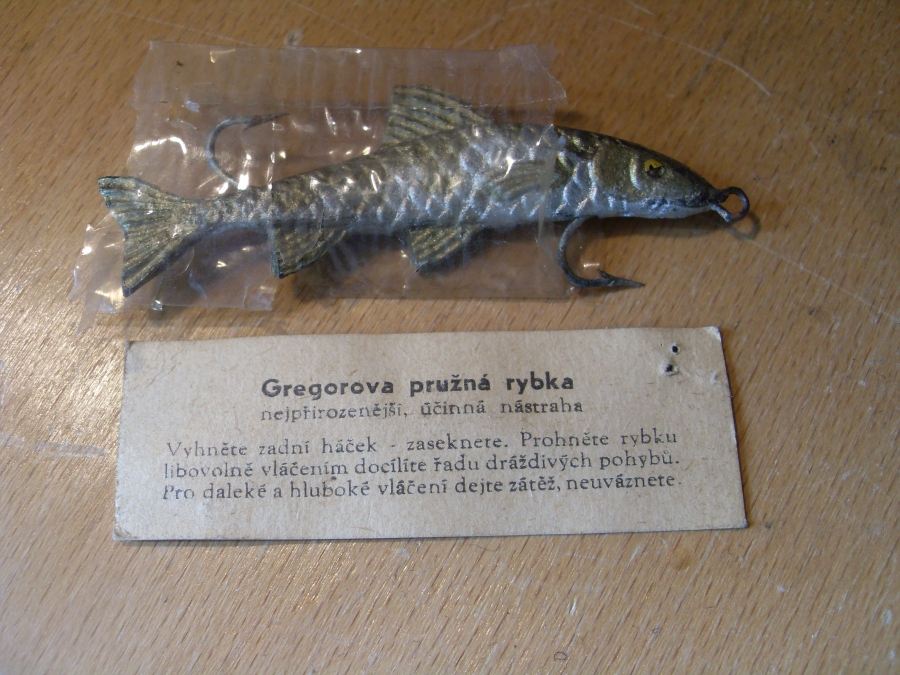 Gregorova pružná rybka
nejpřirozenější, účinná nástraha
Vyhněte zadní háček - zaseknete. Prohněte rybku
libovolně vláčením docílíte řadu dráždivých pohybů.
Pro daleké a hluboké vláčení dejte zátěž, neuváznete.